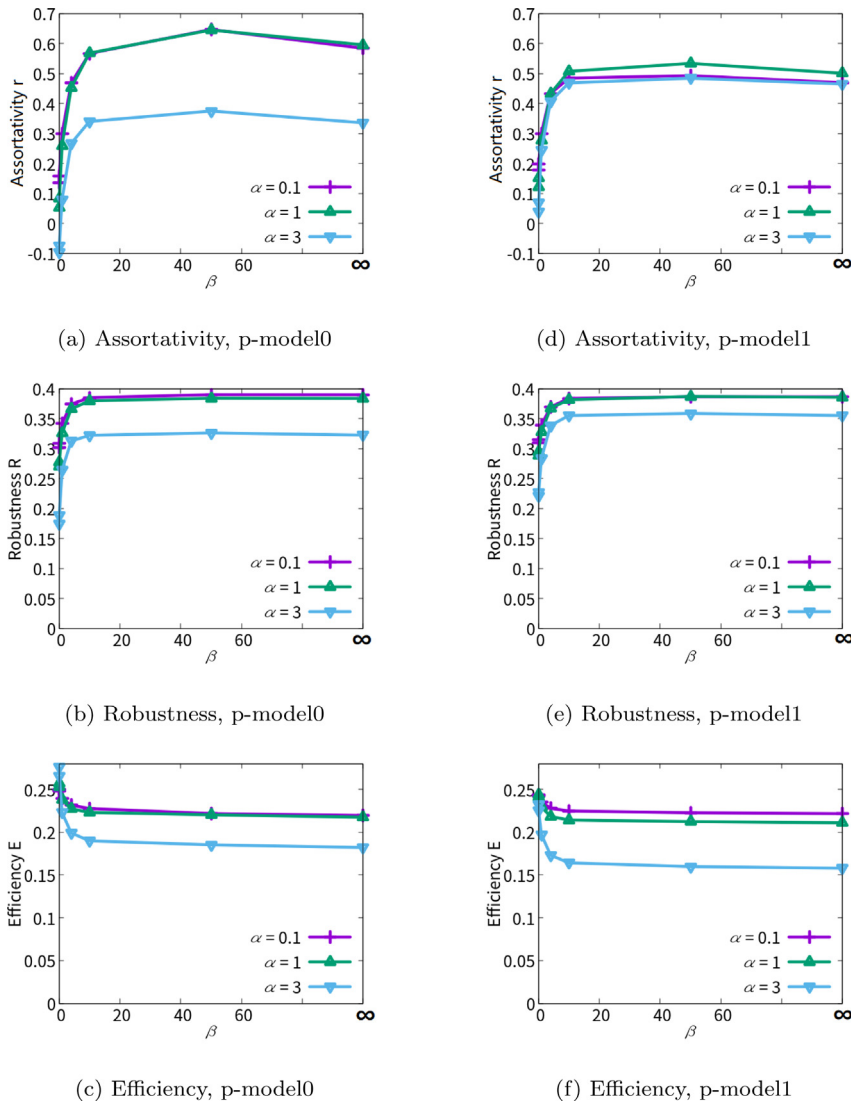 0.7
0.6
0.5
0.4
0.3
0.2
0.1
0
-0.1
Assortativity r
α = 0.1
α = 1
α = 3
0 20 40 60 ∞
β
(a) Assortativity, p-model0
0.7
0.6
0.5
0.4
0.3
0.2
0.1
0
-0.1
Assortativity r
α = 0.1
α = 1
α = 3
0 20 40 60 ∞
β
(d) Assortativity, p-model1
0.4
0.35
0.3
0.25
0.2
0.15
0.1
0.05
0
Robustness R
α = 0.1
α = 1
α = 3
0 20 40 60 ∞
β
(b) Robustness, p-model0
0.4
0.35
0.3
0.25
0.2
0.15
0.1
0.05
0
Robustness R
α = 0.1
α = 1
α = 3
0 20 40 60 ∞
β
(e) Robustness, p-model1
0.25
0.2
0.15
0.1
0.05
0
Efficiency E
α = 0.1
α = 1
α = 3
0 20 40 60 ∞
β
(c) Efficiency, p-model0
0.25
0.2
0.15
0.1
0.05
0
Efficiency E
α = 0.1
α = 1
α = 3
0 20 40 60 ∞
β
(f) Efficiency, p-model1